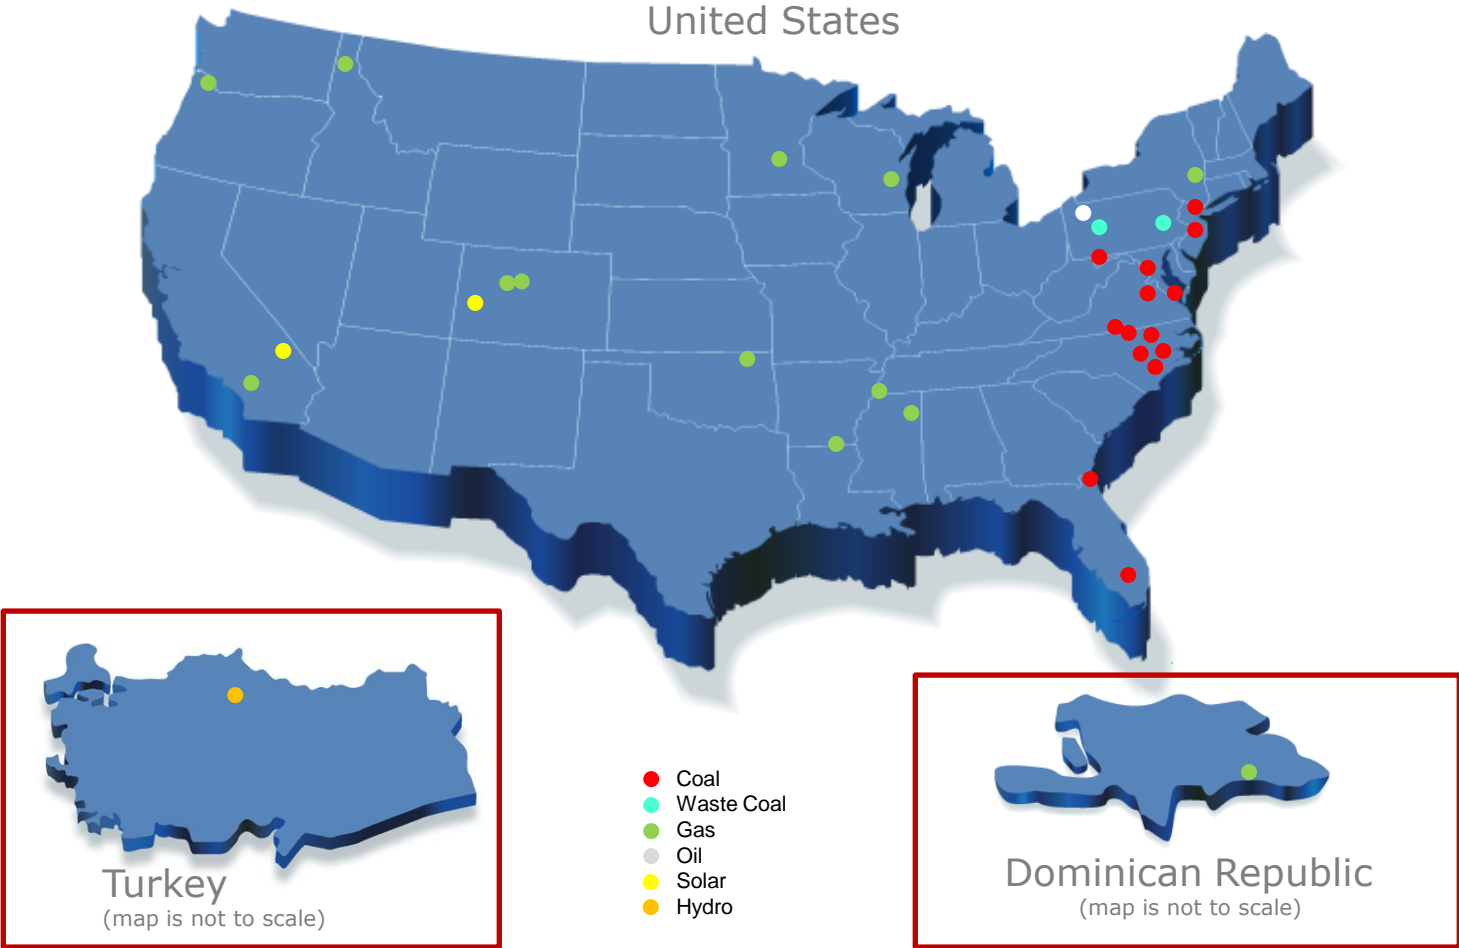 United States
Coal
Waste Coal
Gas
Oil
Solar
Hydro
Turkey
(map is not to scale)
Dominican Republic
(map is not to scale)